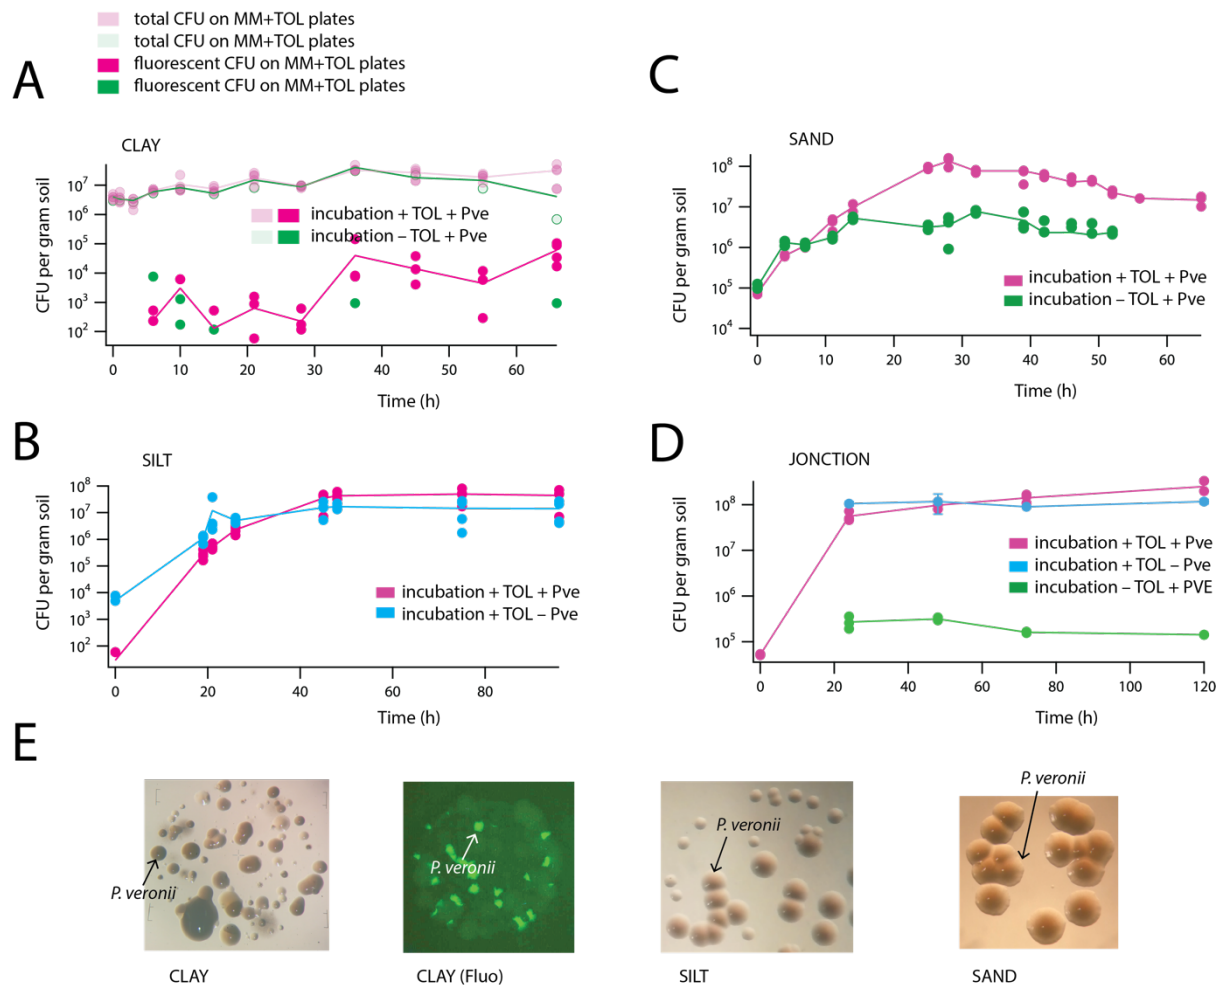 total CFU on MM+TOL plates
total CFU on MM+TOL plates
fluorescent CFU on MM+TOL plates
fluorescent CFU on MM+TOL plates
A
CLAY
CFU per gram soil
10⁷
10⁶
10⁵
10⁴
10³
10²
incubation + TOL + Pve
incubation – TOL + Pve
0 10 20 30 40 50 60
Time (h)
C
SAND
CFU per gram soil
10⁸
10⁷
10⁶
10⁵
10⁴
incubation + TOL + Pve
incubation – TOL + Pve
0 10 20 30 40 50 60
Time (h)
B
SILT
CFU per gram soil
10⁸
10⁷
10⁶
10⁵
10⁴
10³
10²
incubation + TOL + Pve
incubation + TOL – Pve
0 20 40 60 80
Time (h)
D
JONCTION
CFU per gram soil
10⁸
10⁷
10⁶
10⁵
incubation + TOL + Pve
incubation + TOL – Pve
incubation – TOL + PVE
0 20 40 60 80 100 120
Time (h)
E
P. veronii
CLAY
P. veronii
CLAY (Fluo)
P. veronii
SILT
P. veronii
SAND